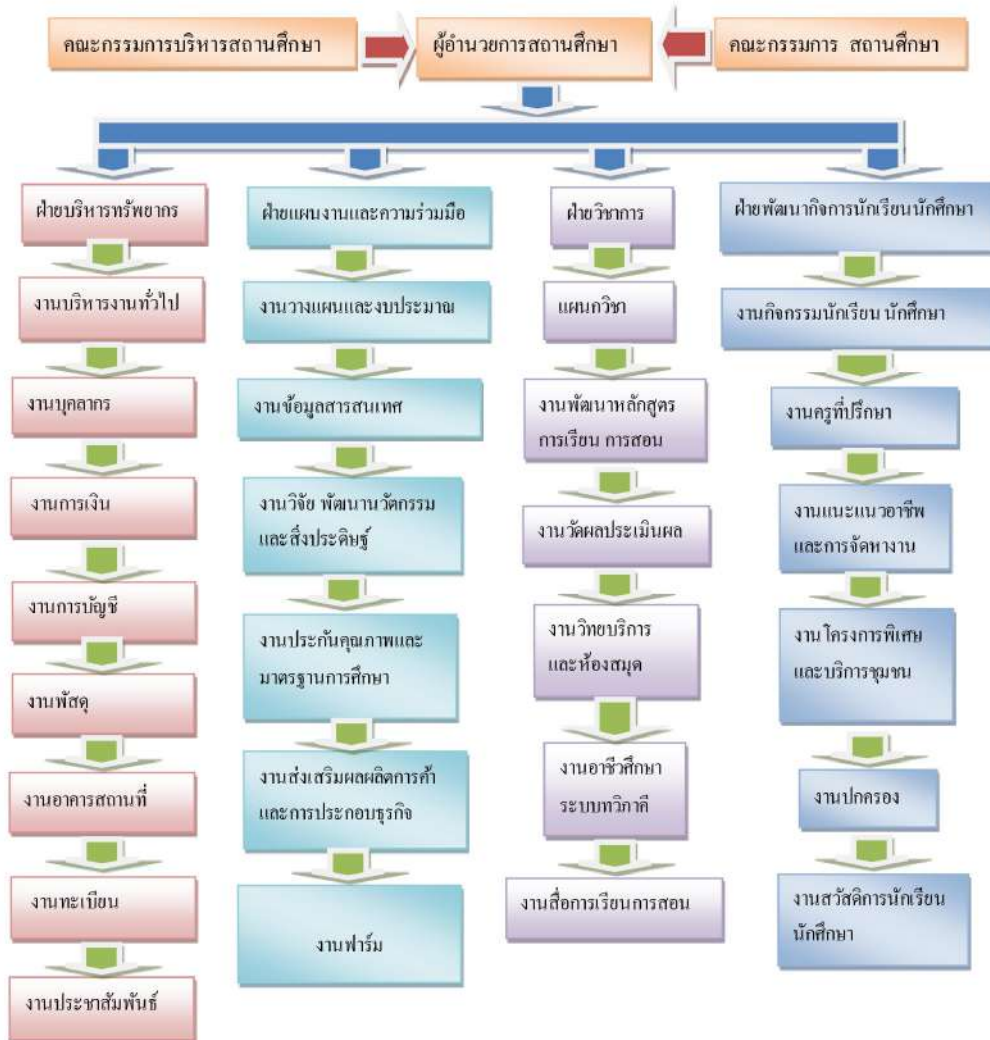 คณะกรรมการบริหารสถานศึกษา
ผู้อำนวยการสถานศึกษา
คณะกรรมการ สถานศึกษา
ฝ่ายบริหารทรัพยากร
งานบริหารงานทั่วไป
งานบุคลากร
งานการเงิน
งานการบัญชี
งานพัสดุ
งานอาคารสถานที่
งานทะเบียน
งานประชาสัมพันธ์
ฝ่ายแผนงานและความร่วมมือ
งานวางแผนและงบประมาณ
งานข้อมูลสารสนเทศ
งานวิจัย พัฒนานวัตกรรม
และสิ่งประดิษฐ์
งานประกันคุณภาพและ
มาตรฐานการศึกษา
งานส่งเสริมผลผลิตการค้า
และการประกอบธุรกิจ
งานฟาร์ม
ฝ่ายวิชาการ
แผนกวิชา
งานพัฒนาหลักสูตร
การเรียน การสอน
งานวัดผลประเมินผล
งานวิทยบริการ
และห้องสมุด
งานอาชีวศึกษา
ระบบทวิภาคี
งานสื่อการเรียนการสอน
ฝ่ายพัฒนากิจการนักเรียนนักศึกษา
งานกิจกรรมนักเรียน นักศึกษา
งานครูที่ปรึกษา
งานแนะแนวอาชีพ
และการจัดหางาน
งานโครงการพิเศษ
และบริการชุมชน
งานปกครอง
งานสวัสดิการนักเรียน
นักศึกษา